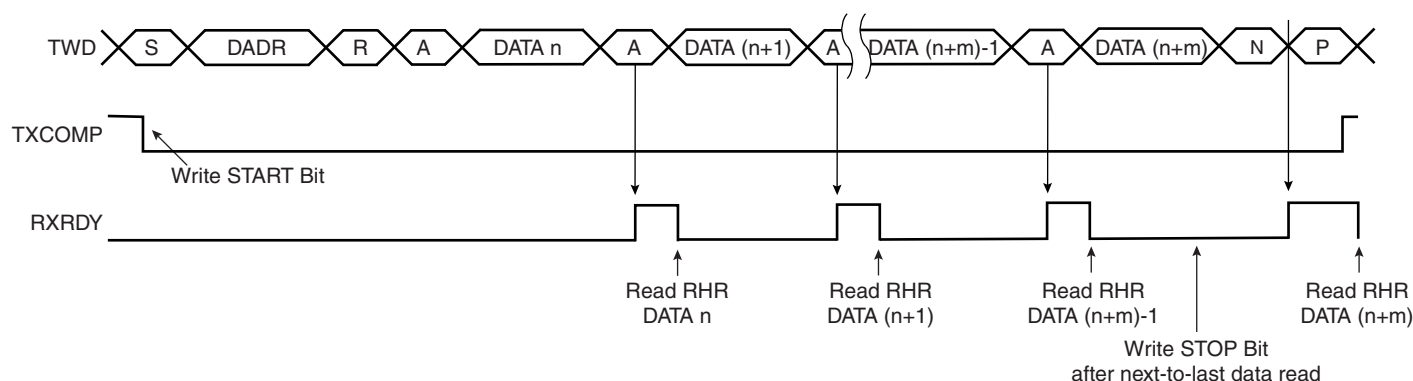 TWD S DADR R A DATA n A DATA (n+1) A DATA (n+m)-1 A DATA (n+m) N P
TXCOMP
Write START Bit
RXRDY
Read RHR Read RHR Read RHR Read RHR
DATA n DATA (n+1) DATA (n+m)-1 DATA (n+m)
Write STOP Bit
after next-to-last data read